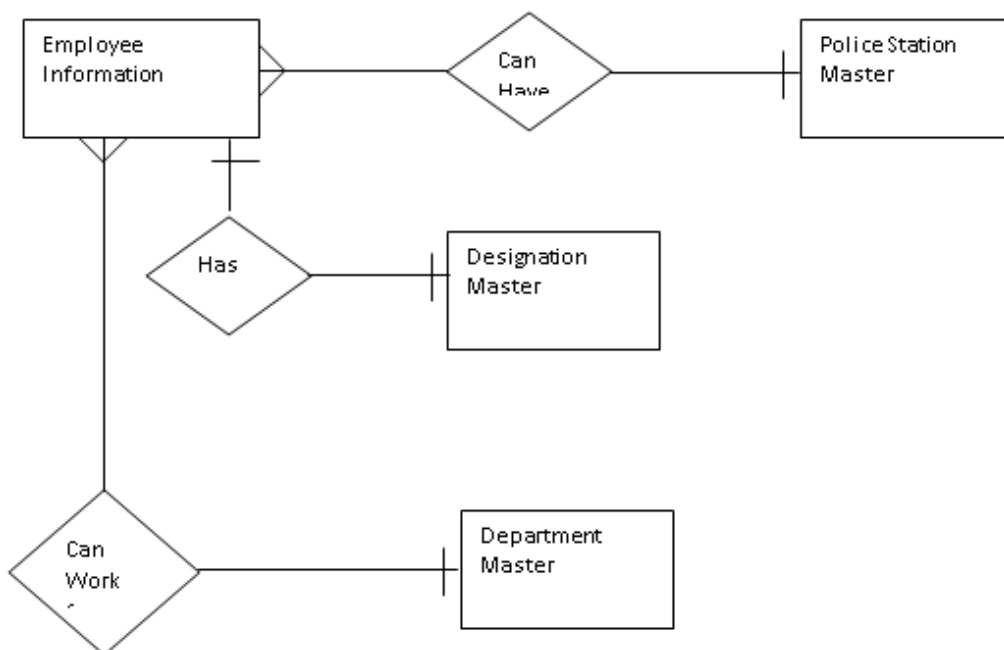 Employee
Information
Can
Have
Police Station
Master
Has
Designation
Master
Can
Work
Department
Master